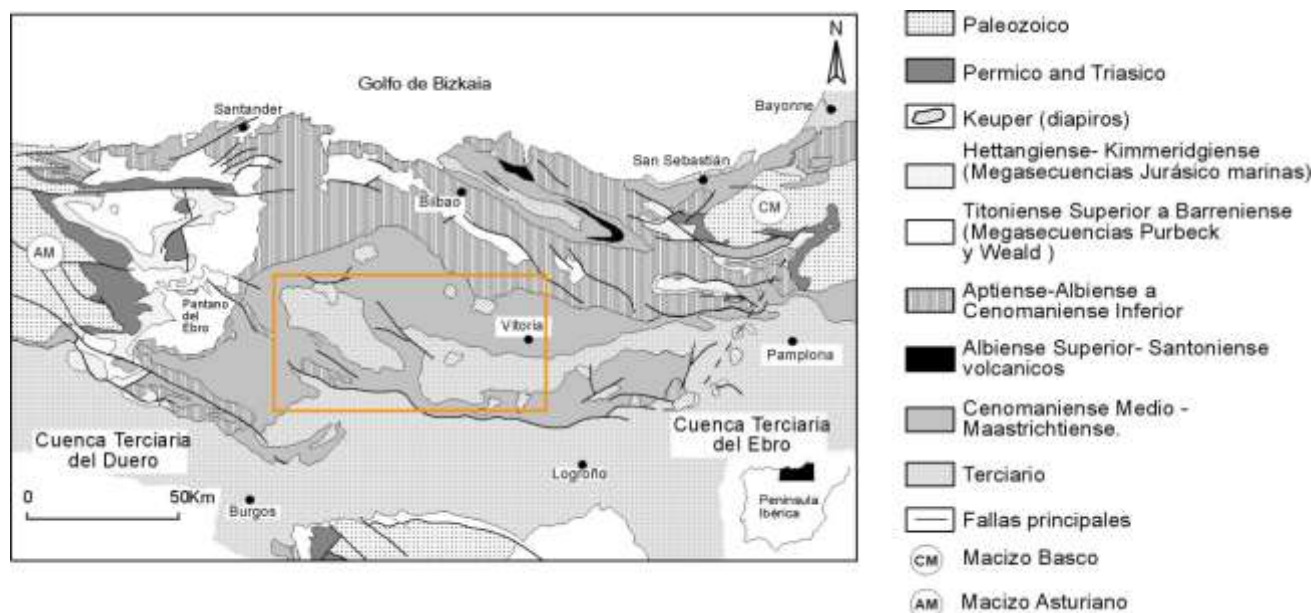 N
Golfo de Bizkaia
Santander
Bayonne
San Sebastián
Bilbao
CM
AM
Pantano
del
Ebro
Vitoria
Pamplona
Cuenca Terciaria
del Duero
Cuenca Terciaria
del Ebro
Logroño
0 50Km
Burgos
Peninsula
Ibérica
Paleozoico
Permico and Triasico
Keuper (diapiros)
Hettangiense- Kimmeridgiense
(Megasecuencias Jurásico marinas)
Titoniense Superior a Barreniense
(Megasecuencias Purbeck
y Weald )
Aptiense-Albiense a
Cenomaniense Inferior
Albiense Superior- Santoniense
volcanicos
Cenomaniense Medio -
Maastrichtiense.
Terciario
Fallas principales
CM Macizo Basco
AM Macizo Asturiano